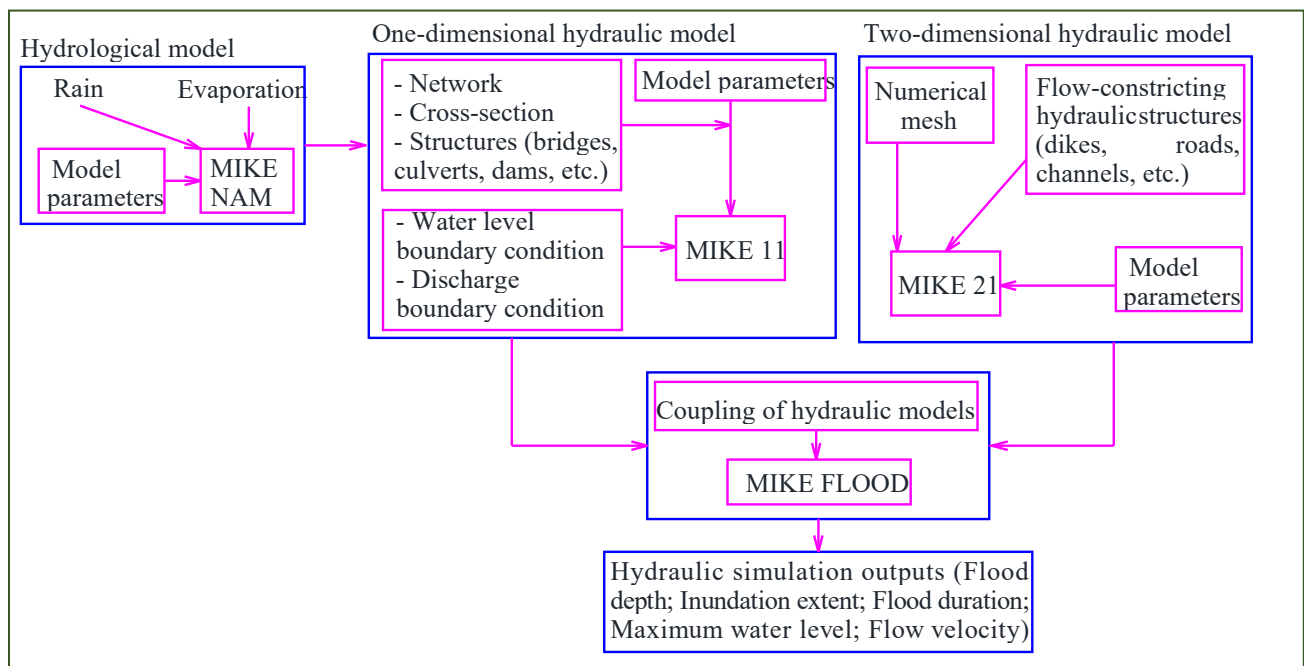 Hydrological model
Rain
Evaporation
Model
parameters
MIKE
NAM
One-dimensional hydraulic model
- Network
- Cross-section
- Structures (bridges,
culverts, dams, etc.)
Model parameters
- Water level
boundary condition
- Discharge
boundary condition
MIKE 11
Two-dimensional hydraulic model
Numerical
mesh
Flow-constricting
hydraulicstructures
(dikes, roads,
channels, etc.)
MIKE 21
Model
parameters
Coupling of hydraulic models
MIKE FLOOD
Hydraulic simulation outputs (Flood
depth; Inundation extent; Flood duration;
Maximum water level; Flow velocity)